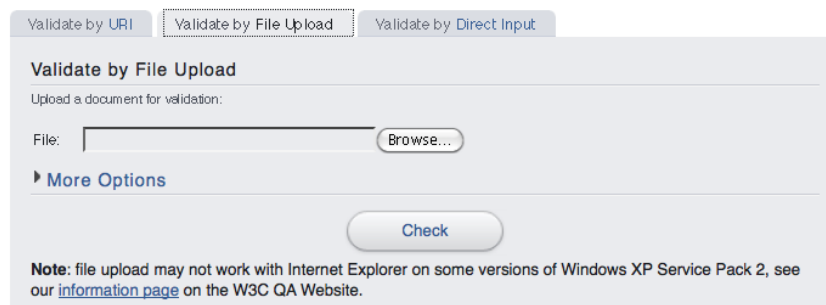 Validate by URI Validate by File Upload Validate by Direct Input
Validate by File Upload
Upload a document for validation:
File: Browse...
More Options
Check
Note: file upload may not work with Internet Explorer on some versions of Windows XP Service Pack 2, see
our information page on the W3C QA Website.